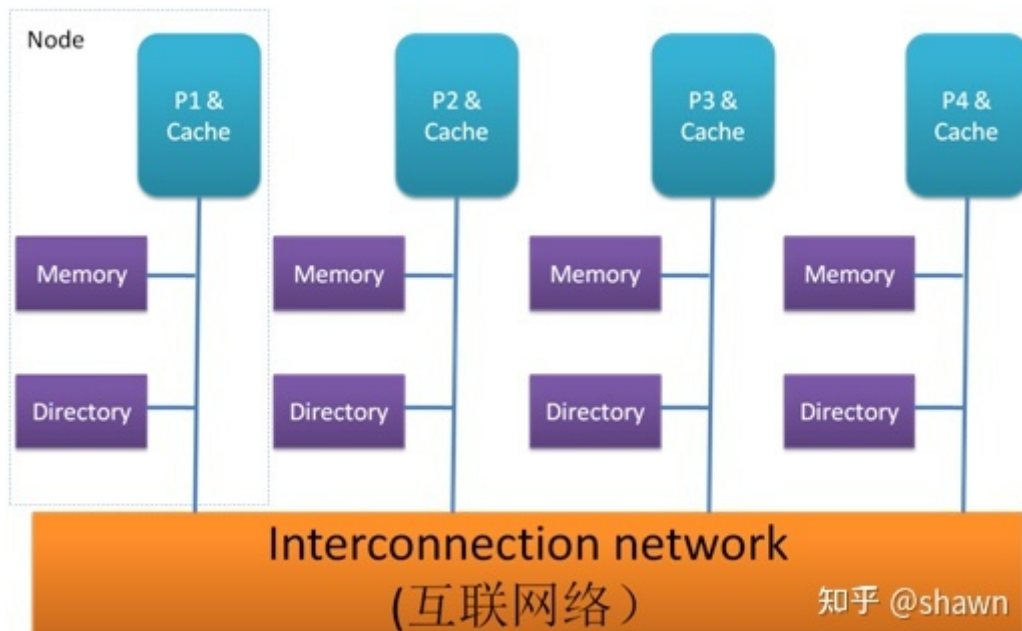 Node
P1 &
Cache
P2 &
Cache
P3 &
Cache
P4 &
Cache
Memory
Memory
Memory
Memory
Directory
Directory
Directory
Directory
Interconnection network
(互联网络）
知乎 @shawn